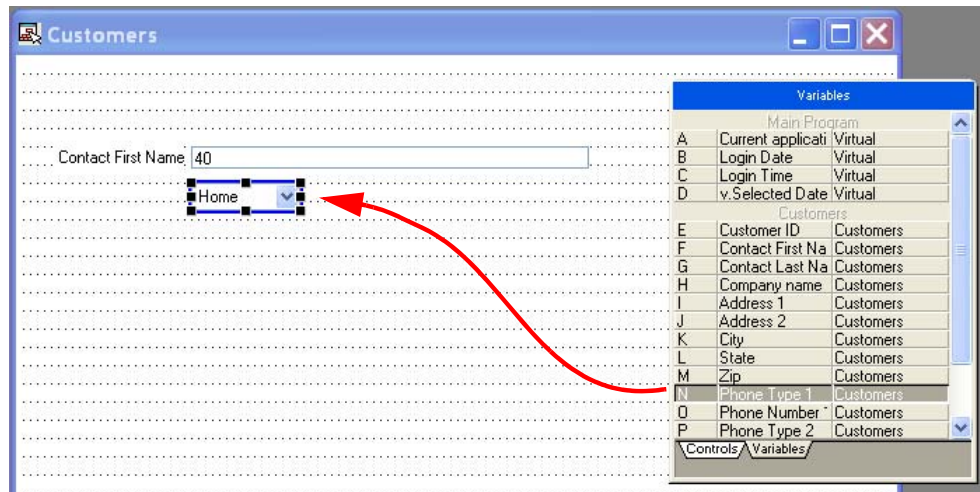 Customers
Variables
Main Program
A Current applicati Virtual
B Login Date Virtual
C Login Time Virtual
D v.Selected Date Virtual
Customers
E Customer ID Customers
F Contact First Na Customers
G Contact Last Na Customers
H Company name Customers
I Address 1 Customers
J Address 2 Customers
K City Customers
L State Customers
M Zip Customers
N Phone Type 1 Customers
O Phone Number Customers
P Phone Type 2 Customers
Controls Variables
Contact First Name 40
Home